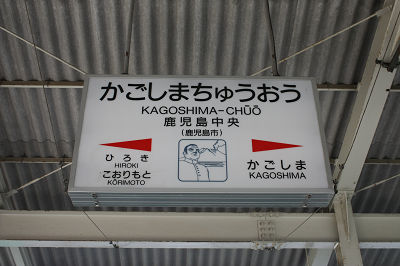 かごしまちゅうおう
KAGOSHIMA-CHŪŌ
鹿児島中央
(鹿児島市)
ひろき
HIROKI
こおりもと
KŌRIMOTO
かごしま
KAGOSHIMA